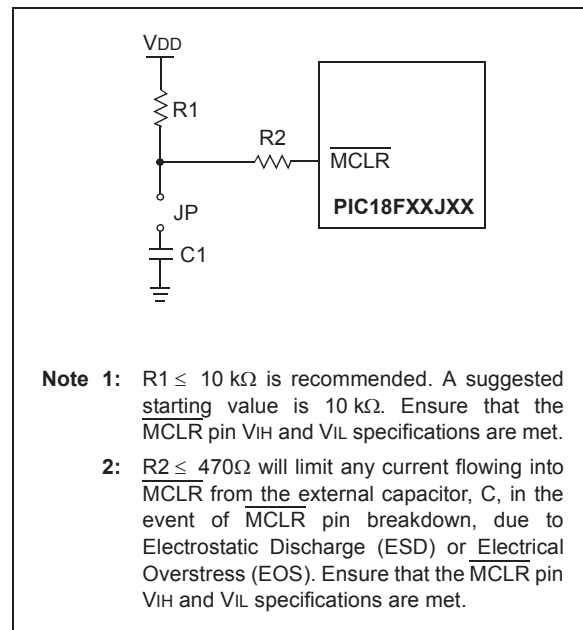 VDD
R1
R2
MCLR
PIC18FXXJXX
JP
C1
Note 1: R1 ≤ 10 kΩ is recommended. A suggested
starting value is 10 kΩ. Ensure that the
MCLR pin VIH and VIL specifications are met.
2: R2 ≤ 470Ω will limit any current flowing into
MCLR from the external capacitor, C, in the
event of MCLR pin breakdown, due to
Electrostatic Discharge (ESD) or Electrical
Overstress (EOS). Ensure that the MCLR pin
VIH and VIL specifications are met.